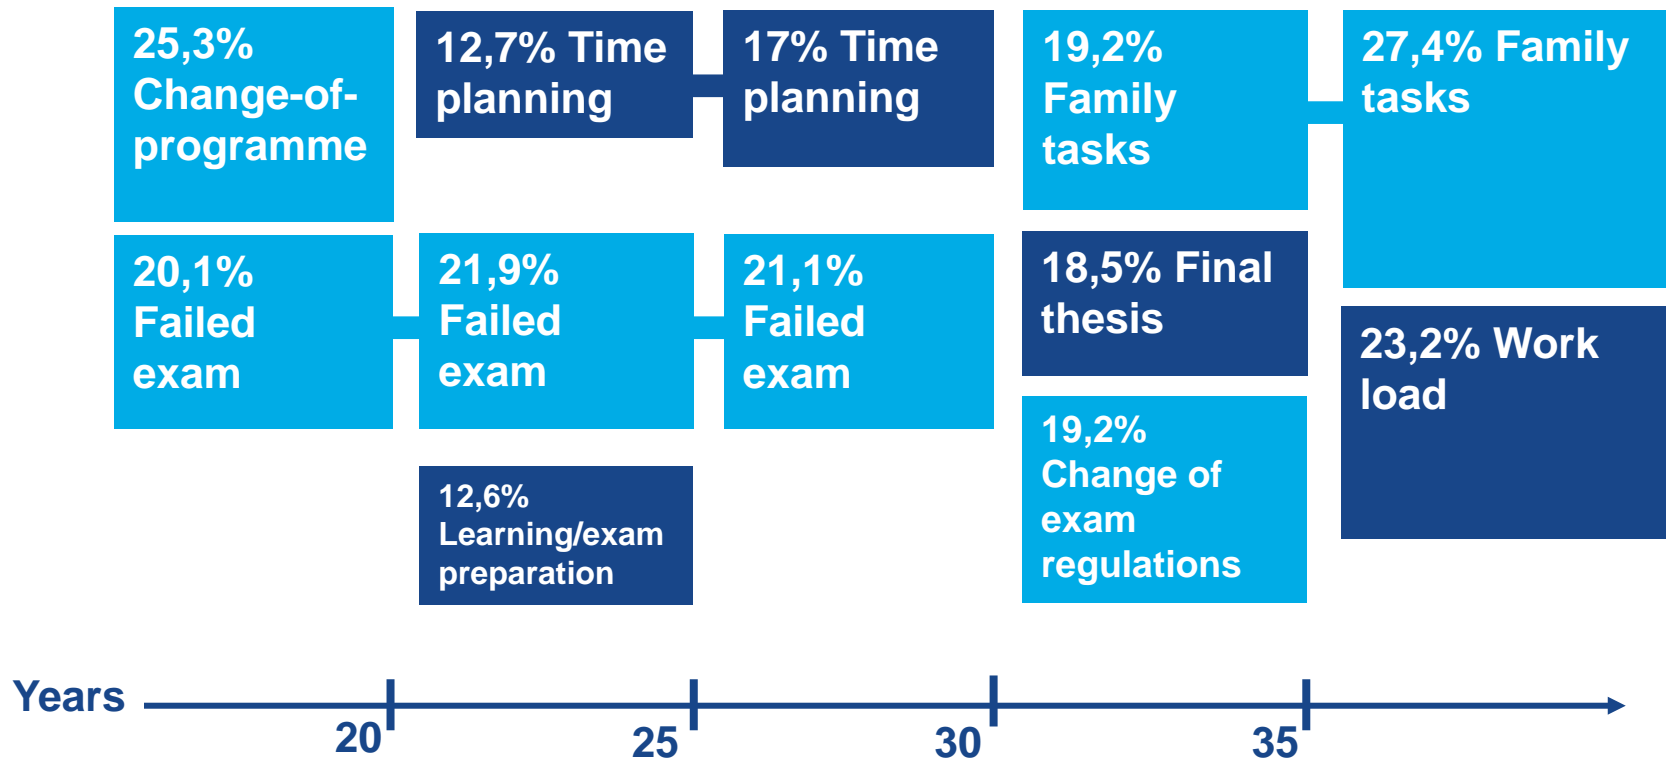 25,3%
Change-of-
programme
12,7% Time
planning
17% Time
planning
19,2%
Family
tasks
27,4% Family
tasks
20,1%
Failed
exam
21,9%
Failed
exam
21,1%
Failed
exam
18,5% Final
thesis
23,2% Work
load
12,6%
Learning/exam
preparation
19,2%
Change of
exam
regulations
Years
20
25
30
35